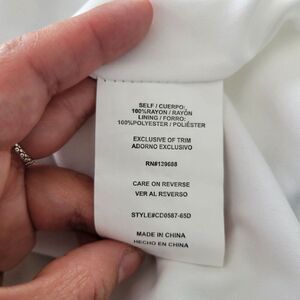 SELF / CUERPO:
100%RAYON / RAYÓN
LINING / FORRO:
100%POLYESTER / POLIÉSTER
EXCLUSIVE OF TRIM
ADORNO EXCLUSIVO
RN#139688
CARE ON REVERSE
VER AL REVERSO
STYLE#CD0587-65D
MADE IN CHINA
HECHO EN CHINA